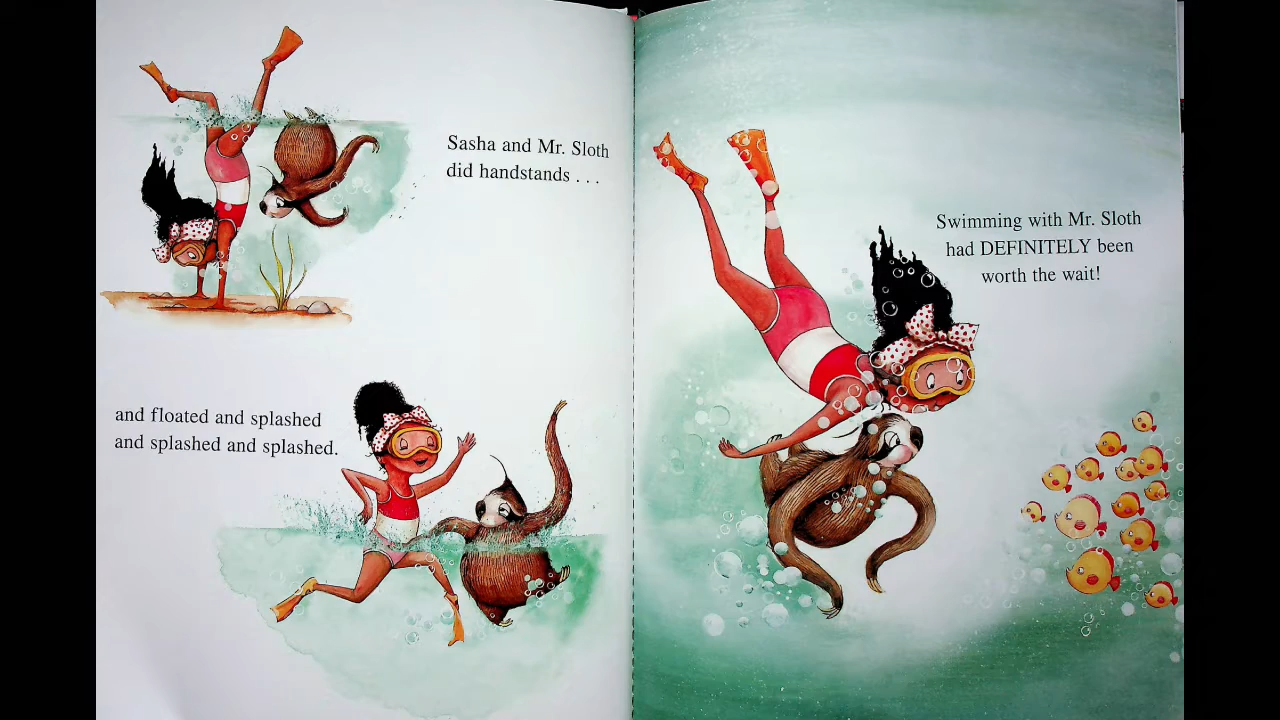 Sasha and Mr. Sloth
did handstands . . .
and floated and splashed
and splashed and splashed.
Swimming with Mr. Sloth
had DEFINITELY been
worth the wait!